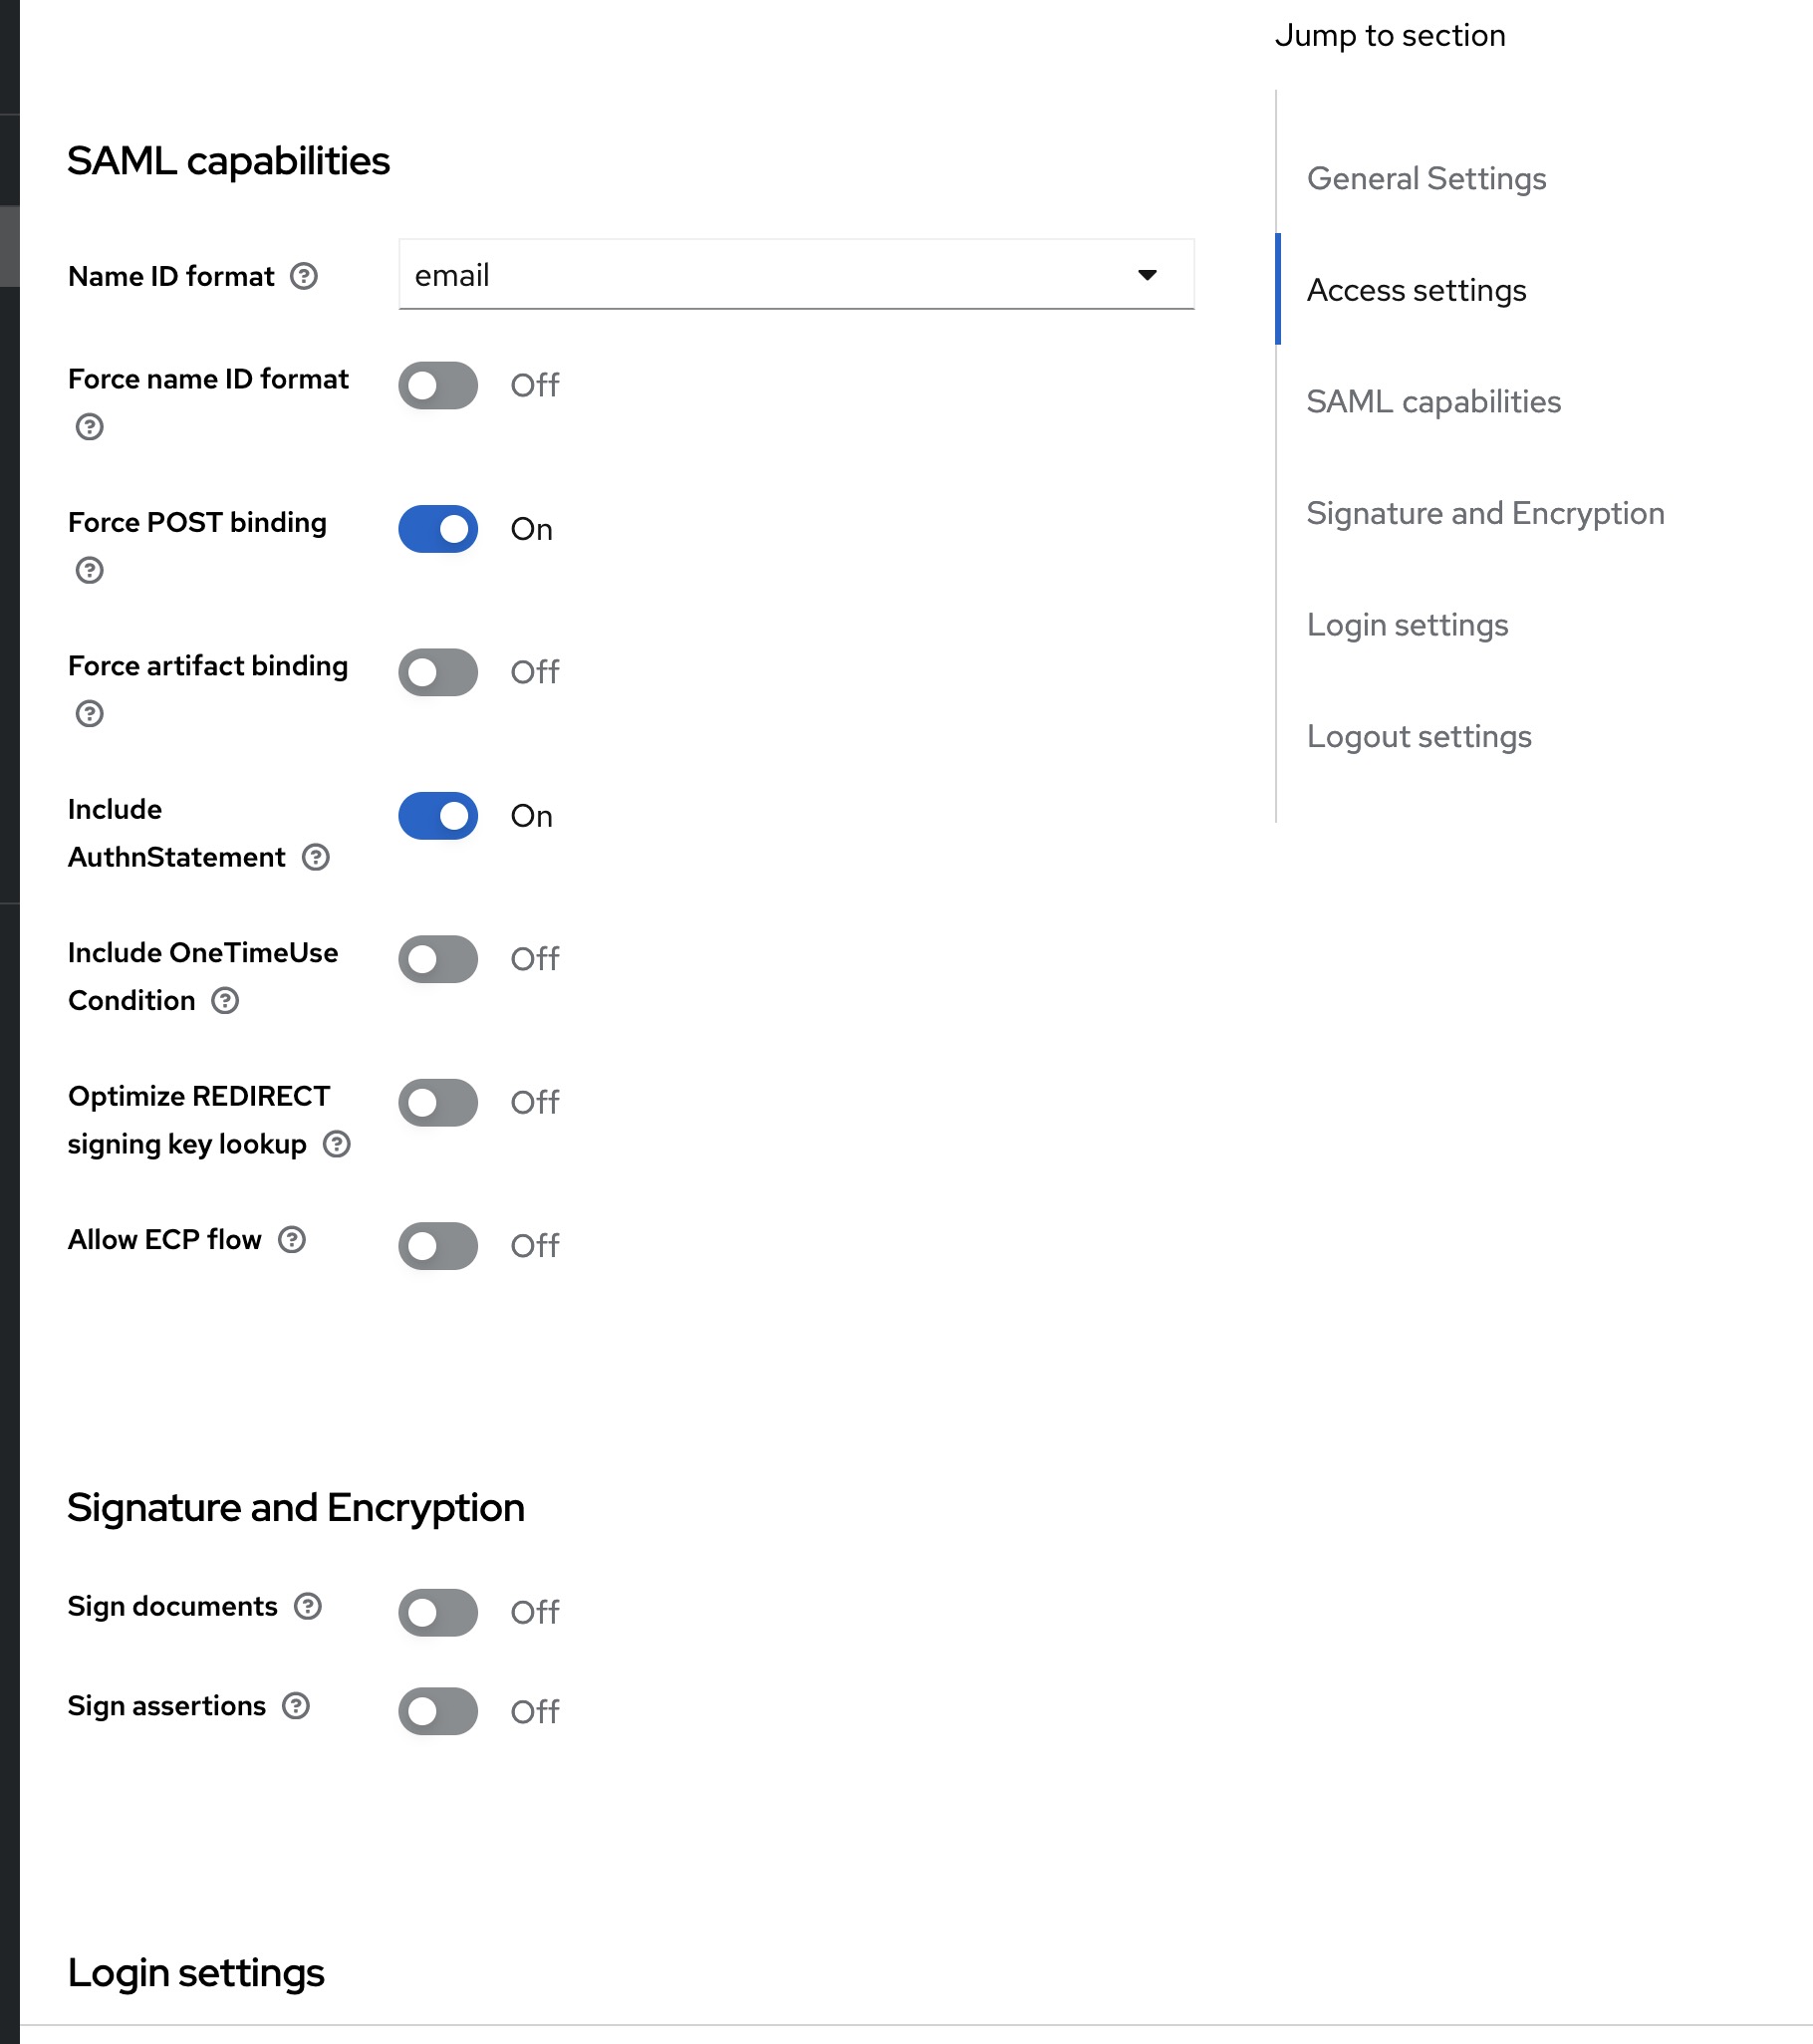 Jump to section
General Settings
Access settings
SAML capabilities
Signature and Encryption
Login settings
Logout settings
SAML capabilities
Name ID format
email
Force name ID format
Off
Force POST binding
On
Force artifact binding
Off
Include
AuthnStatement
On
Include OneTimeUse
Condition
Off
Optimize REDIRECT
signing key lookup
Off
Allow ECP flow
Off
Signature and Encryption
Sign documents
Off
Sign assertions
Off
Login settings